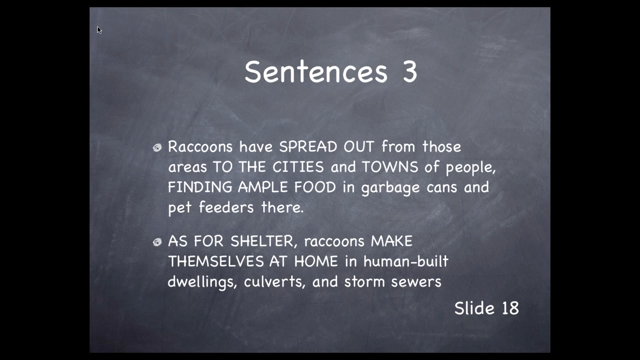 Sentences 3
Raccoons have SPREAD OUT from those
areas TO THE CITIES and TOWNS of people,
FINDING AMPLE FOOD in garbage cans and
pet feeders there.
AS FOR SHELTER, raccoons MAKE
THEMSELVES AT HOME in human-built
dwellings, culverts, and storm sewers
Slide 18